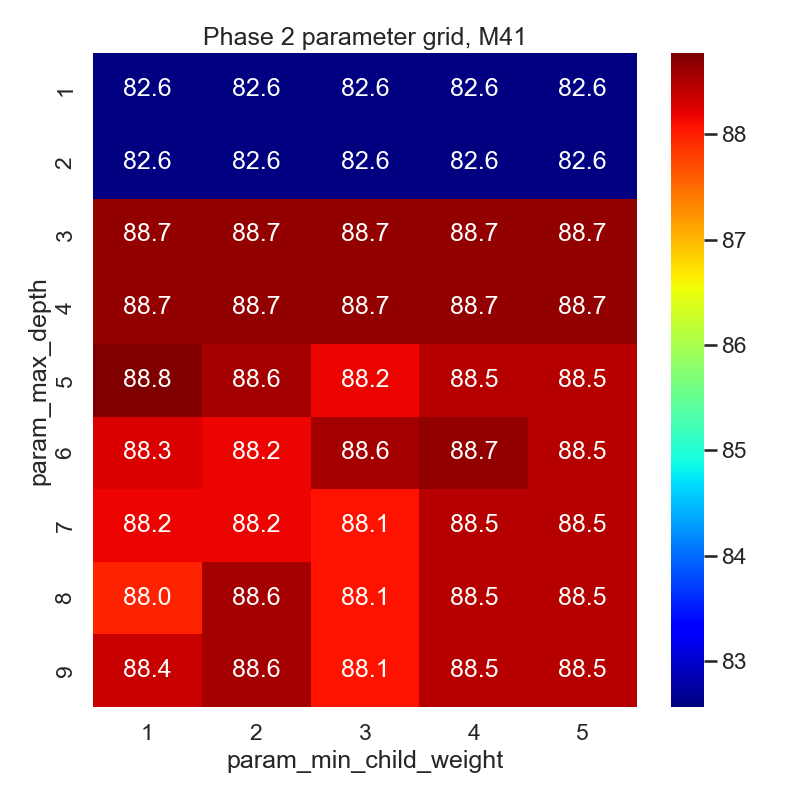 Phase 2 parameter grid, M41
1 82.6 82.6 82.6 82.6 82.6
2 82.6 82.6 82.6 82.6 82.6
3 88.7 88.7 88.7 88.7 88.7
4 88.7 88.7 88.7 88.7 88.7
5 88.8 88.6 88.2 88.5 88.5
6 88.3 88.2 88.6 88.7 88.5
7 88.2 88.2 88.1 88.5 88.5
8 88.0 88.6 88.1 88.5 88.5
9 88.4 88.6 88.1 88.5 88.5
1 2 3 4 5
param_min_child_weight
param_max_depth
88
87
86
85
84
83